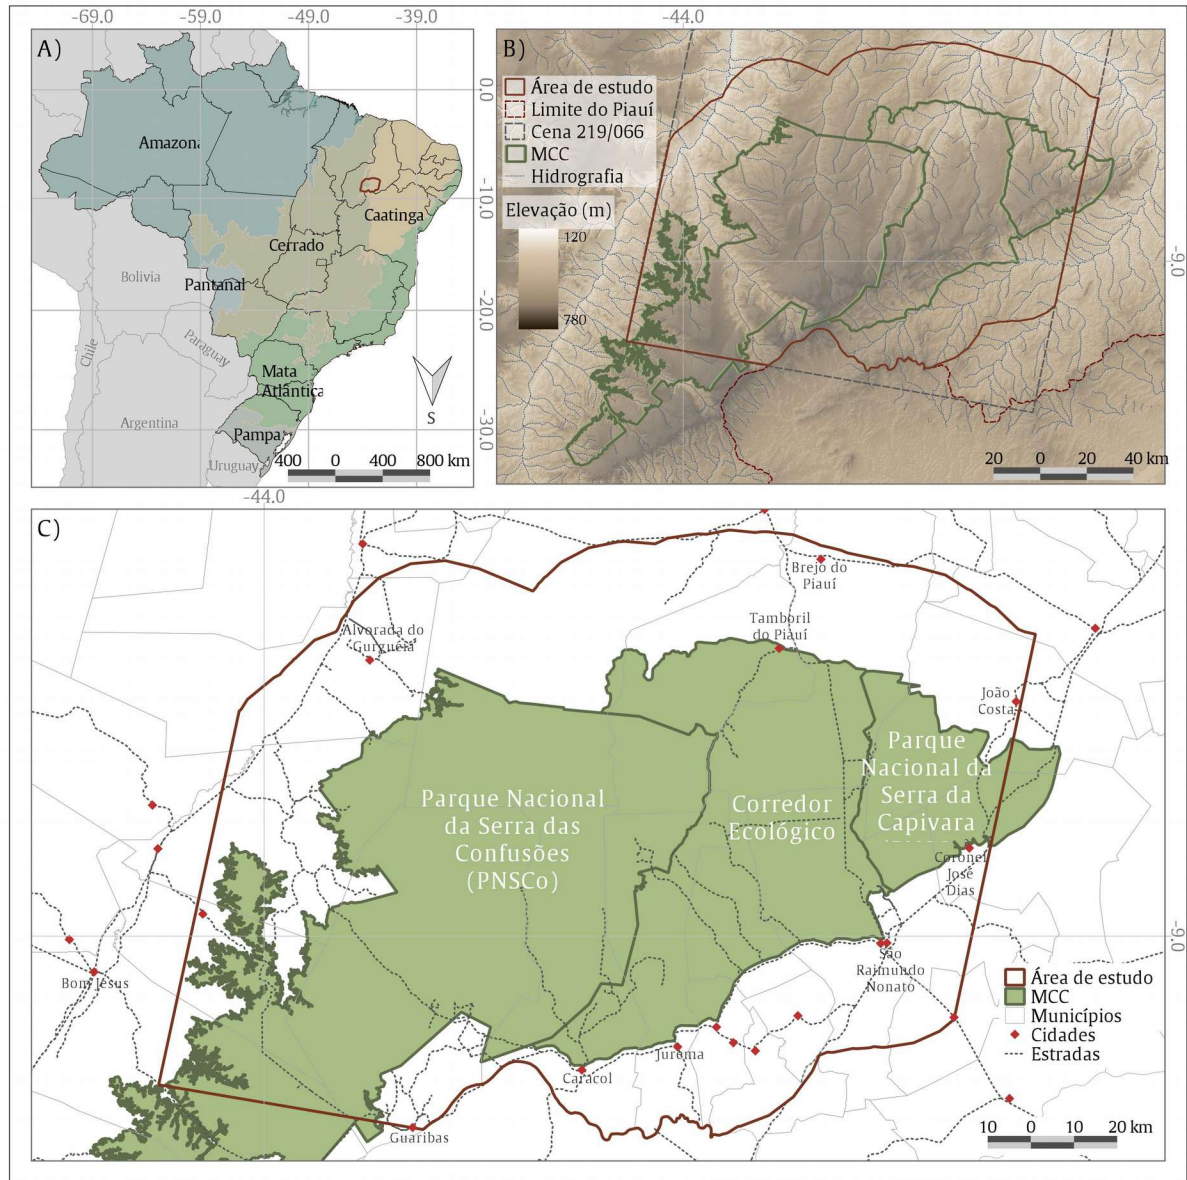 -69.0
-59.0
-49.0
-39.0
A)
0.0
Amazon
Caatinga
-10.0
Cerrado
Bolivia
Pantanal
-20.0
Paraguay
Chile
Mata
Atlântica
Argentina
Pampa
-30.0
S
Uruguay
400 0 400 800 km
-44.0
B)
Área de estudo
Limite do Piauí
Cena 219/066
MCC
Hidrografia
Elevação (m)
120
780
-9.0
20 0 20 40 km
-44.0
C)
Brejo do
Piauí
Tamboril
do Piauí
Alvorada do
Gurguéia
João
Costa
Parque
Nacional da
Serra da
Capivara
Parque Nacional
da Serra das
Confusões
(PNSCo)
Corredor
Ecológico
Coronel
José
Dias
-9.0
São
Raimundo
Nonato
Bom Jesus
Jurema
Caracol
Guaribas
Área de estudo
MCC
Municípios
Cidades
Estradas
10 0 10 20 km